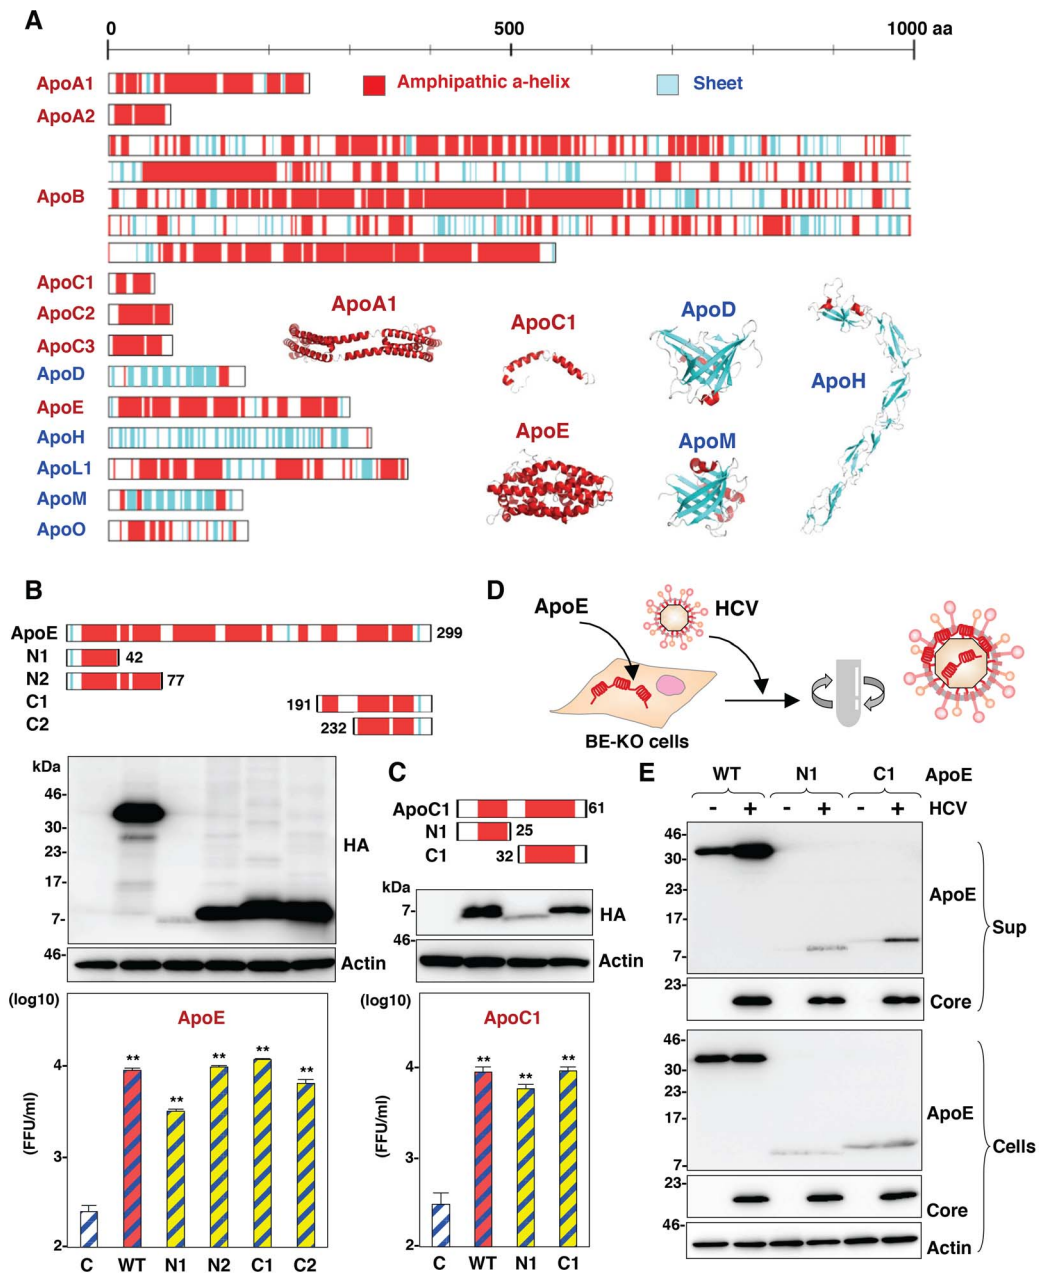 A
0 500 1000 aa
ApoA1
Amphipathic a-helix
Sheet
ApoA2
ApoB
ApoC1
ApoC2
ApoC3
ApoD
ApoE
ApoH
ApoL1
ApoM
ApoO
ApoA1
ApoC1
ApoD
ApoH
ApoE
ApoM
B
ApoE 299
N1 42
N2 77
C1 191
C2 232
kDa
46-
30-
23-
17-
7-
HA
46-
Actin
(log10)
ApoE
(FFU/ml)
4
3
2
** ** ** ** **
C WT N1 N2 C1 C2
C
ApoC1 61
N1 25
C1 32
kDa
7-
HA
46-
Actin
(log10)
ApoC1
(FFU/ml)
4
3
2
** ** **
C WT N1 C1
D
ApoE
HCV
BE-KO cells
E
WT N1 C1 ApoE
- + - + - + HCV
46-
30-
23-
17-
7-
ApoE
23-
Core
Sup
46-
30-
23-
17-
7-
ApoE
23-
Core
46-
Actin
Cells